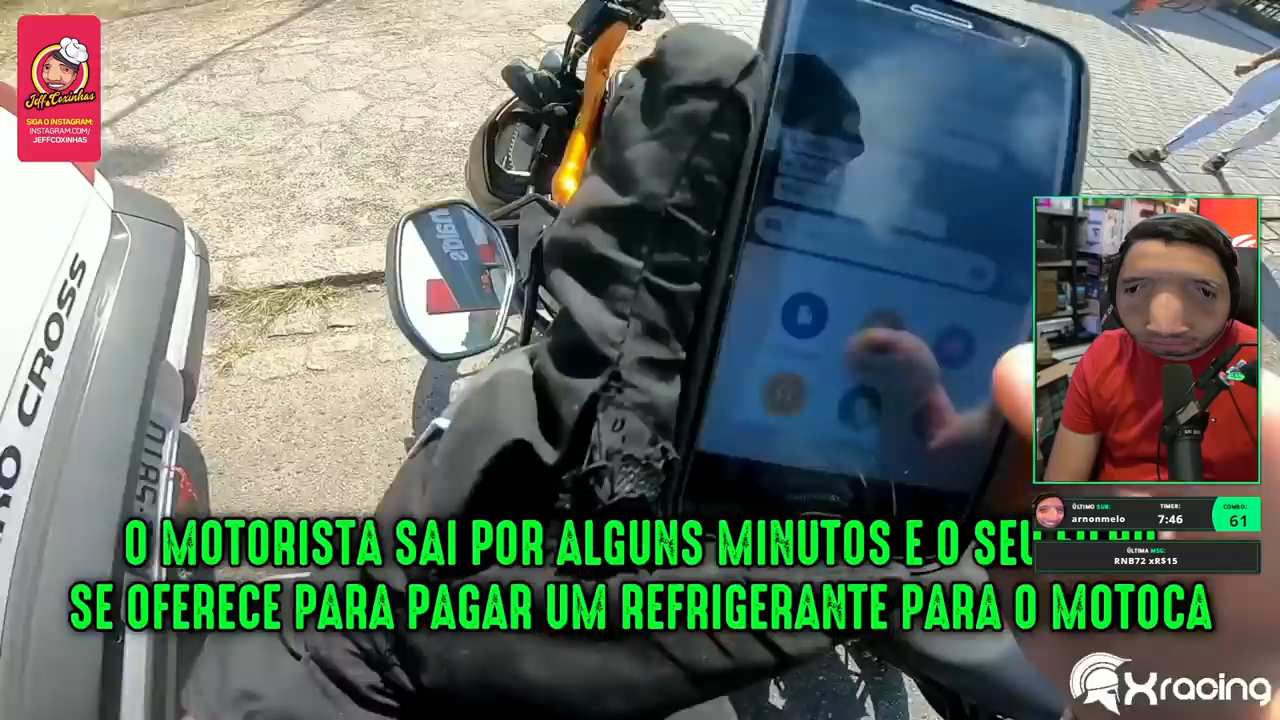 Jeff Coxinhas
SIGA O INSTAGRAM:
INSTAGRAM.COM/
JEFFCOXINHAS
CROSS
ÚLTIMO SUB:
arnonmelo
TIMER:
7:46
COMBO:
61
ÚLTIMA MSG:
RNB72 xR$15
O MOTORISTA SAI POR ALGUNS MINUTOS E O SEU
SE OFERECE PARA PAGAR UM REFRIGERANTE PARA O MOTOCA
Xracing